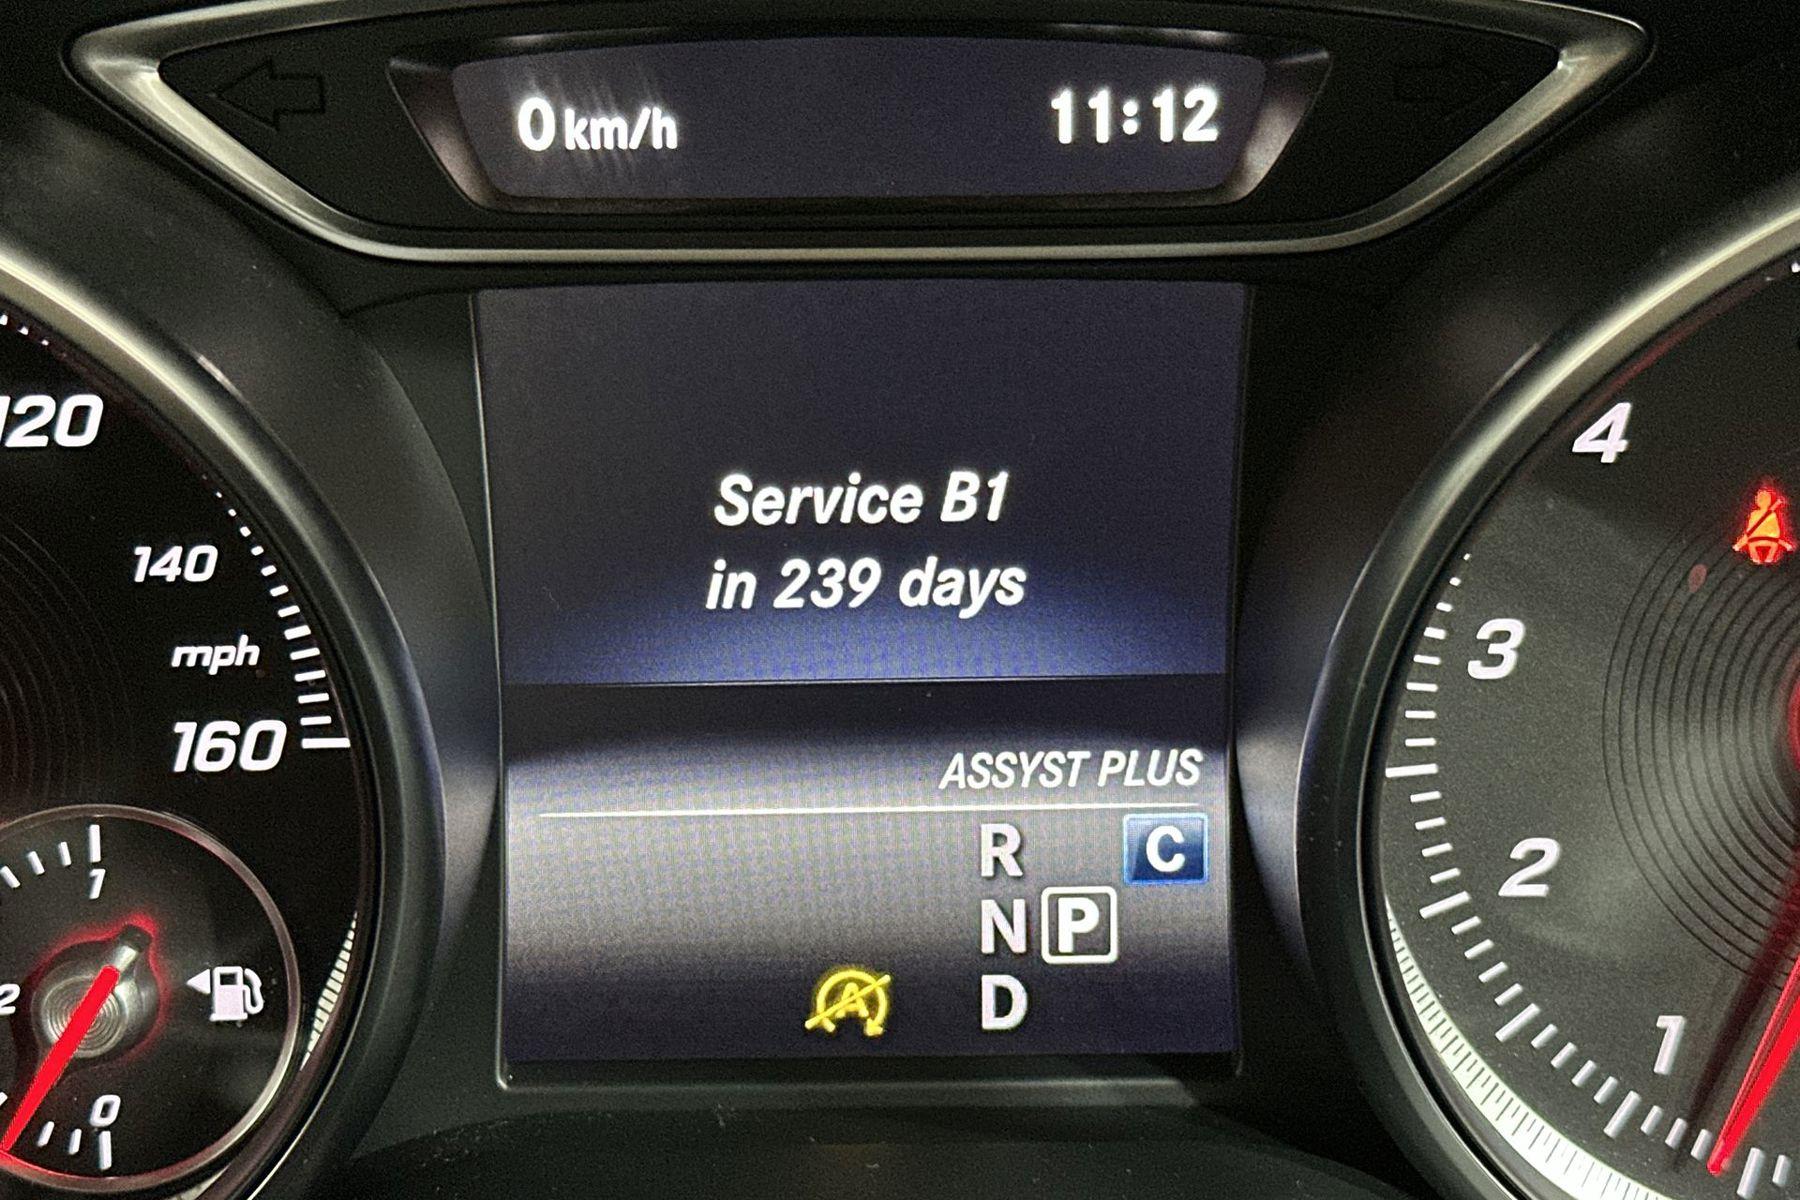 0 km/h 11:12
Service B1
in 239 days
ASSYST PLUS
R C
N P
D
A
120
140
mph
160
1
0
4
3
2
1